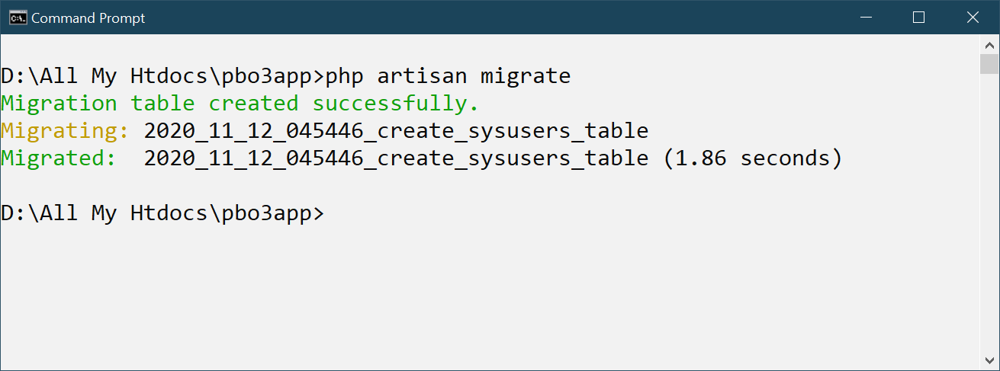 Command Prompt
D:\All My Htdocs\pbo3app>php artisan migrate
Migration table created successfully.
Migrating: 2020_11_12_045446_create_sysusers_table
Migrated:  2020_11_12_045446_create_sysusers_table (1.86 seconds)
D:\All My Htdocs\pbo3app>